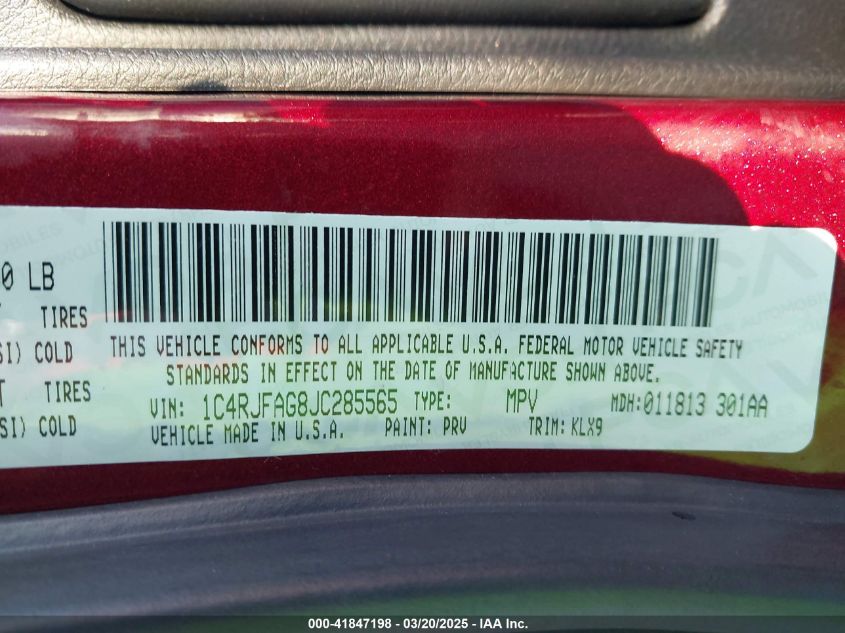 0 LB
TIRES
SI) COLD
TIRES
SI) COLD
THIS VEHICLE CONFORMS TO ALL APPLICABLE U.S.A. FEDERAL MOTOR VEHICLE SAFETY
STANDARDS IN EFFECT ON THE DATE OF MANUFACTURE SHOWN ABOVE.
VIN: 1C4RJFAG8JC285565 TYPE: MPV MDH:011813 301AA
VEHICLE MADE IN U.S.A. PAINT: PRV TRIM: KLX9
000-41847198 - 03/20/2025 - IAA Inc.